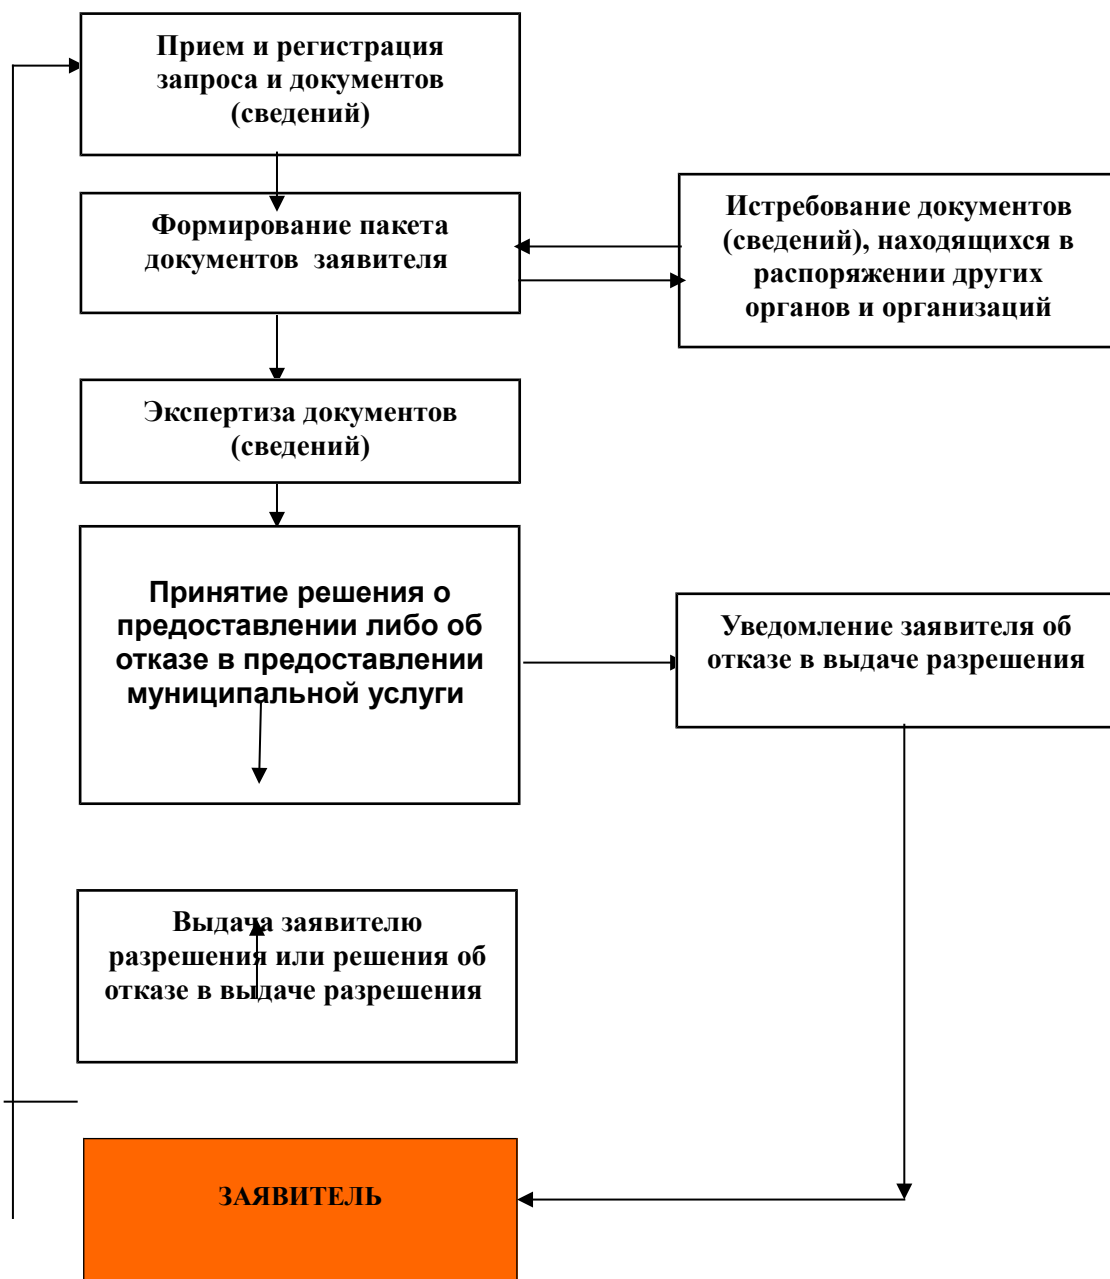 Прием и регистрация
запроса и документов
(сведений)
Формирование пакета
документов заявителя
Истребование документов
(сведений), находящихся в
распоряжении других
органов и организаций
Экспертиза документов
(сведений)
Принятие решения о
предоставлении либо об
отказе в предоставлении
муниципальной услуги
Уведомление заявителя об
отказе в выдаче разрешения
Выдача заявителю
разрешения или решения об
отказе в выдаче разрешения
ЗАЯВИТЕЛЬ